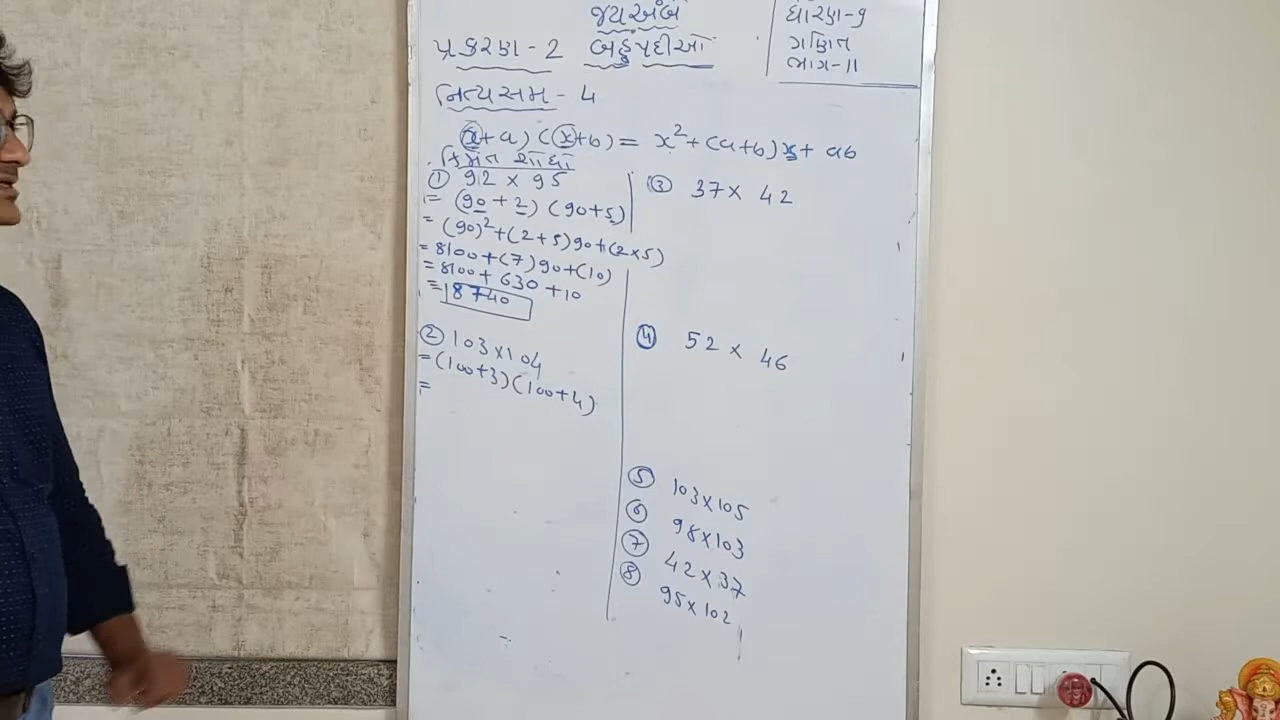 જય અંબે
પ્રકરણ - 2 બહુપદીઓ
ધોરણ - 9
ગણિત
ભાગ - 11
નિત્યસમ - 4
(x + a) (x + b) = x² + (a + b) x + ab
કિંમત શોધો
① 92 × 95
= (90 + 2) (90 + 5)
= (90)² + (2 + 5) 90 + (2 × 5)
= 8100 + (7) 90 + (10)
= 8100 + 630 + 10
= 8740
② 103 × 104
= (100 + 3) (100 + 4)
=
③ 37 × 42
④ 52 × 46
⑤ 103 × 105
⑥ 98 × 103
⑦ 42 × 37
⑧ 95 × 102